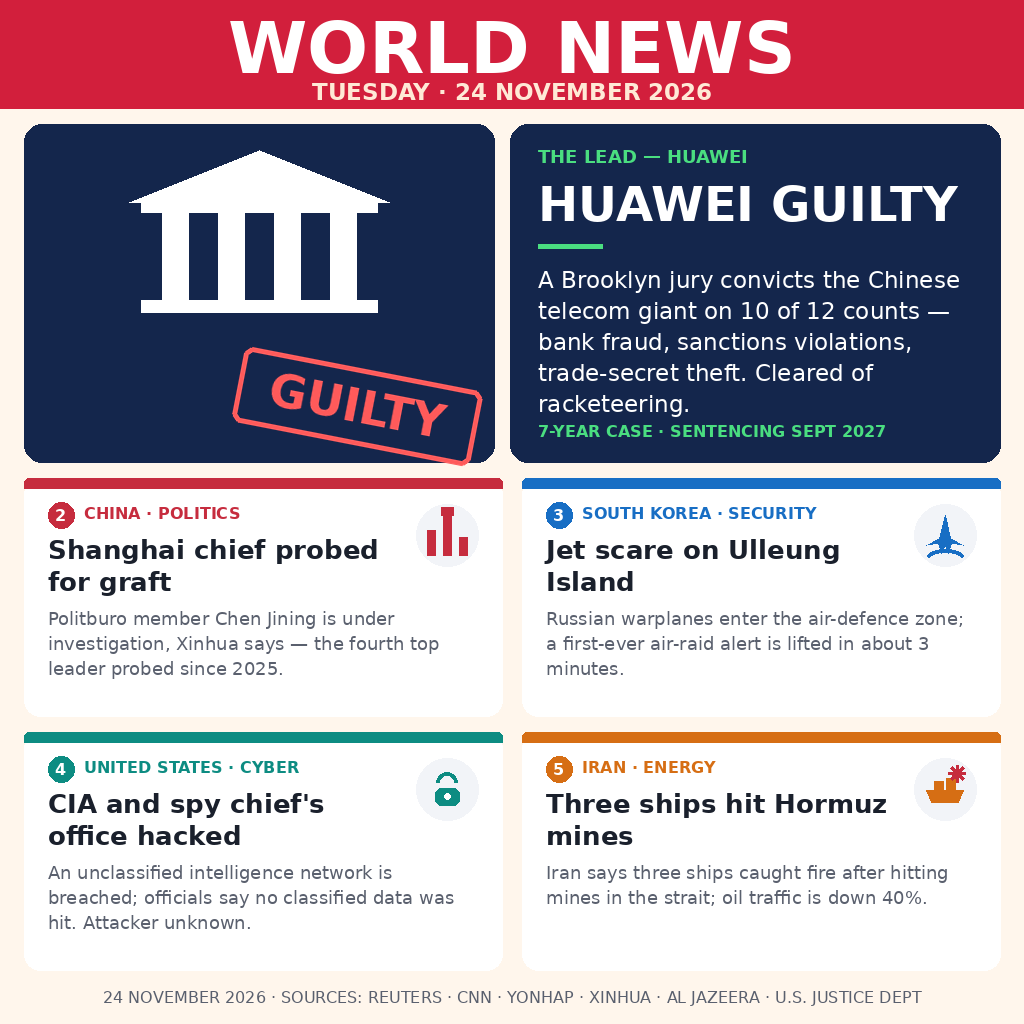 WORLD NEWS
TUESDAY · 24 NOVEMBER 2026
GUILTY
THE LEAD — HUAWEI
HUAWEI GUILTY
A Brooklyn jury convicts the Chinese
telecom giant on 10 of 12 counts —
bank fraud, sanctions violations,
trade-secret theft. Cleared of
racketeering.
7-YEAR CASE · SENTENCING SEPT 2027
2 CHINA · POLITICS
Shanghai chief probed
for graft
Politburo member Chen Jining is under
investigation, Xinhua says — the fourth top
leader probed since 2025.
3 SOUTH KOREA · SECURITY
Jet scare on Ulleung
Island
Russian warplanes enter the air-defence zone;
a first-ever air-raid alert is lifted in about 3
minutes.
4 UNITED STATES · CYBER
CIA and spy chief's
office hacked
An unclassified intelligence network is
breached; officials say no classified data was
hit. Attacker unknown.
5 IRAN · ENERGY
Three ships hit Hormuz
mines
Iran says three ships caught fire after hitting
mines in the strait; oil traffic is down 40%.
24 NOVEMBER 2026 · SOURCES: REUTERS · CNN · YONHAP · XINHUA · AL JAZEERA · U.S. JUSTICE DEPT